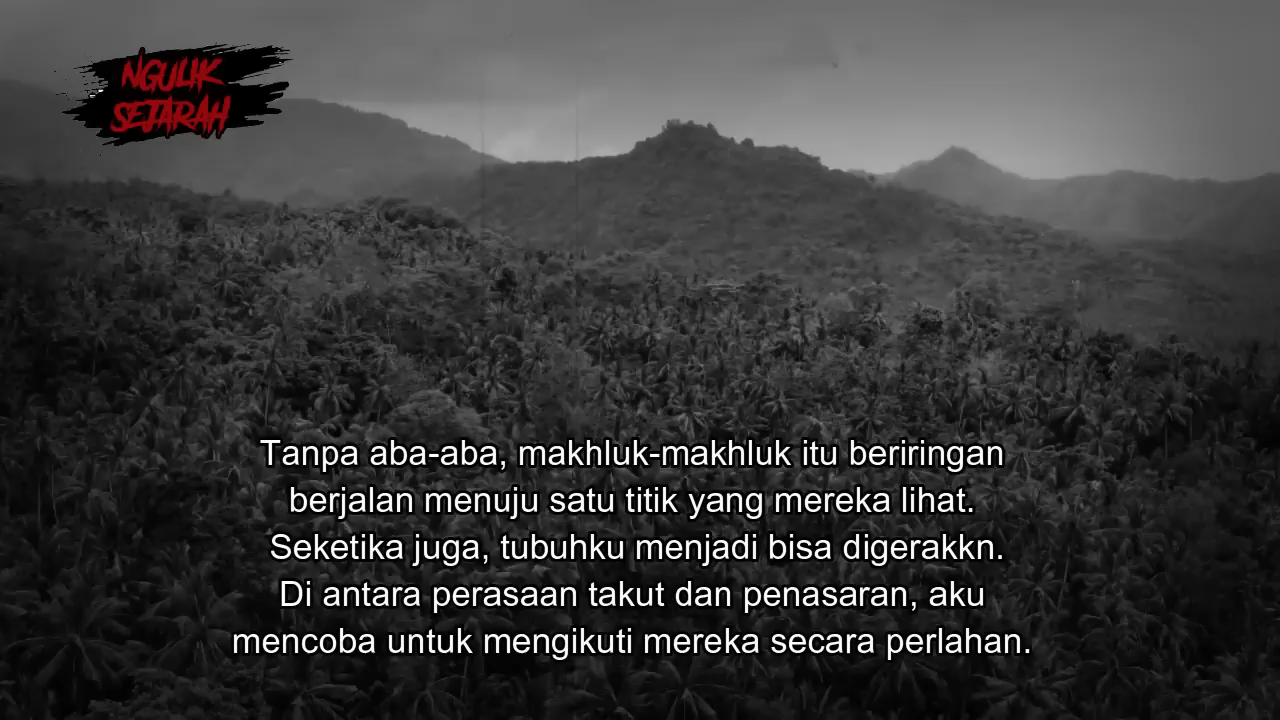 NGULIK
SEJARAH
Tanpa aba-aba, makhluk-makhluk itu beriringan
berjalan menuju satu titik yang mereka lihat.
Seketika juga, tubuhku menjadi bisa digerakkn.
Di antara perasaan takut dan penasaran, aku
mencoba untuk mengikuti mereka secara perlahan.